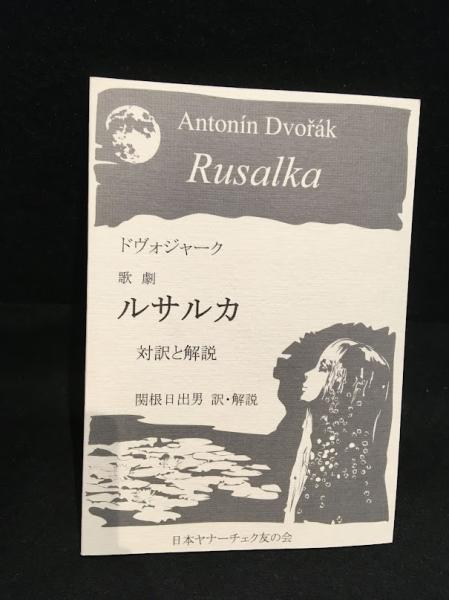 Antonín Dvořák
Rusalka
ドヴォジャーク
歌 劇
ルサルカ
対訳と解説
関根日出男 訳・解説
日本ヤナーチェク友の会